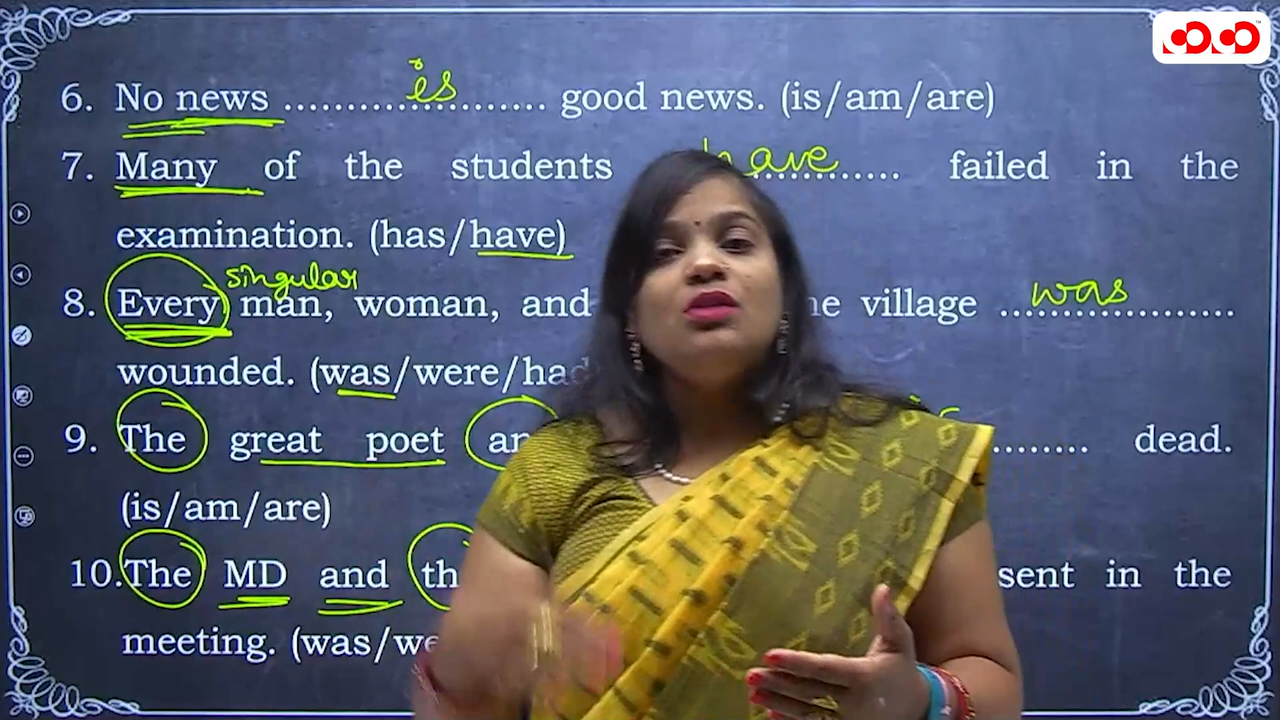 6. No news ..................... good news. (is/am/are)
is
7. Many of the students ............ failed in the
have
examination. (has/have)
singular
8. Every man, woman, and village ...................
was
wounded. (was/were/had
9. The great poet ........ dead.
(is/am/are)
10. The MD and in the
meeting. (was/